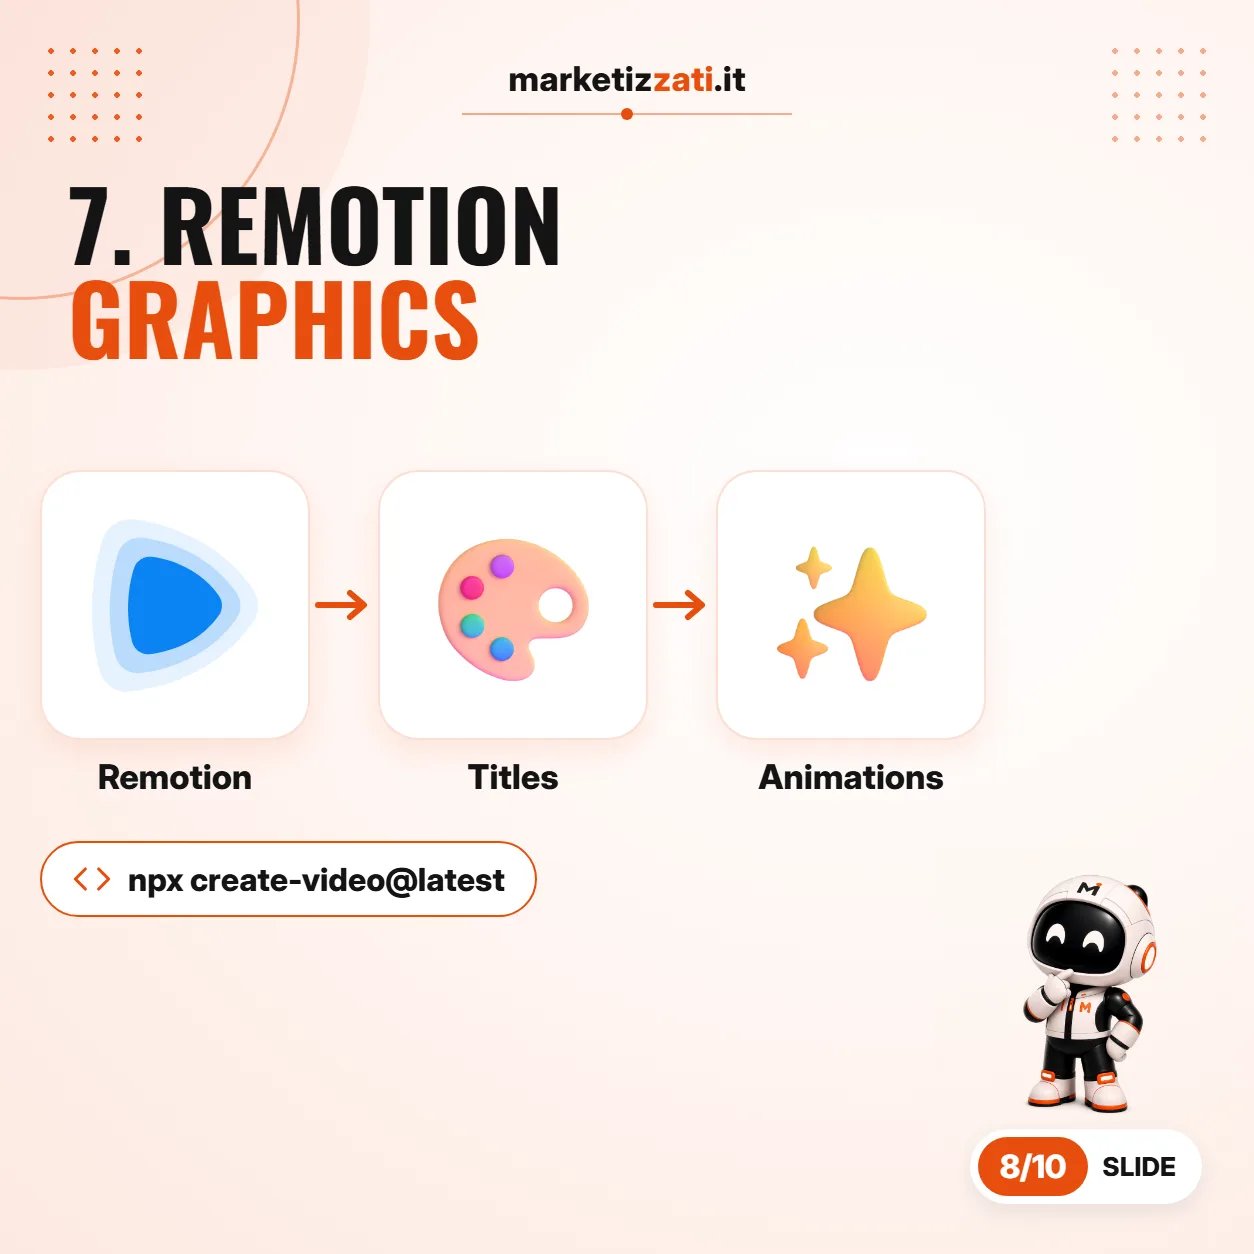 marketizzati.it
7. REMOTION
GRAPHICS
Remotion
Titles
Animations
<> npx create-video@latest
M
M
8/10 SLIDE